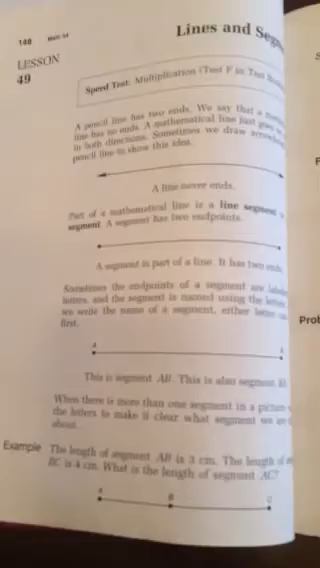 148 Math 54
Lines and Seg
LESSON
49
Speed Test: Multiplication (Test F in Test
A pencil line has two ends. We say that a
line has no ends. A mathematical line just goes
in both directions. Sometimes we draw
pencil line to show this idea.
A line never ends.
Part of a mathematical line is a line segment
segment. A segment has two endpoints.
A segment is part of a line. It has two ends.
Sometimes the endpoints of a segment are
letters, and the segment is named using the letters.
we write the name of a segment, either letter
first.
A
This is segment AB. This is also segment
When there is more than one segment in a picture
the letters to make it clear what segment we are
about.
Example The length of segment AB is 3 cm. The length of
BC is 4 cm. What is the length of segment AC?
A B C
Prob